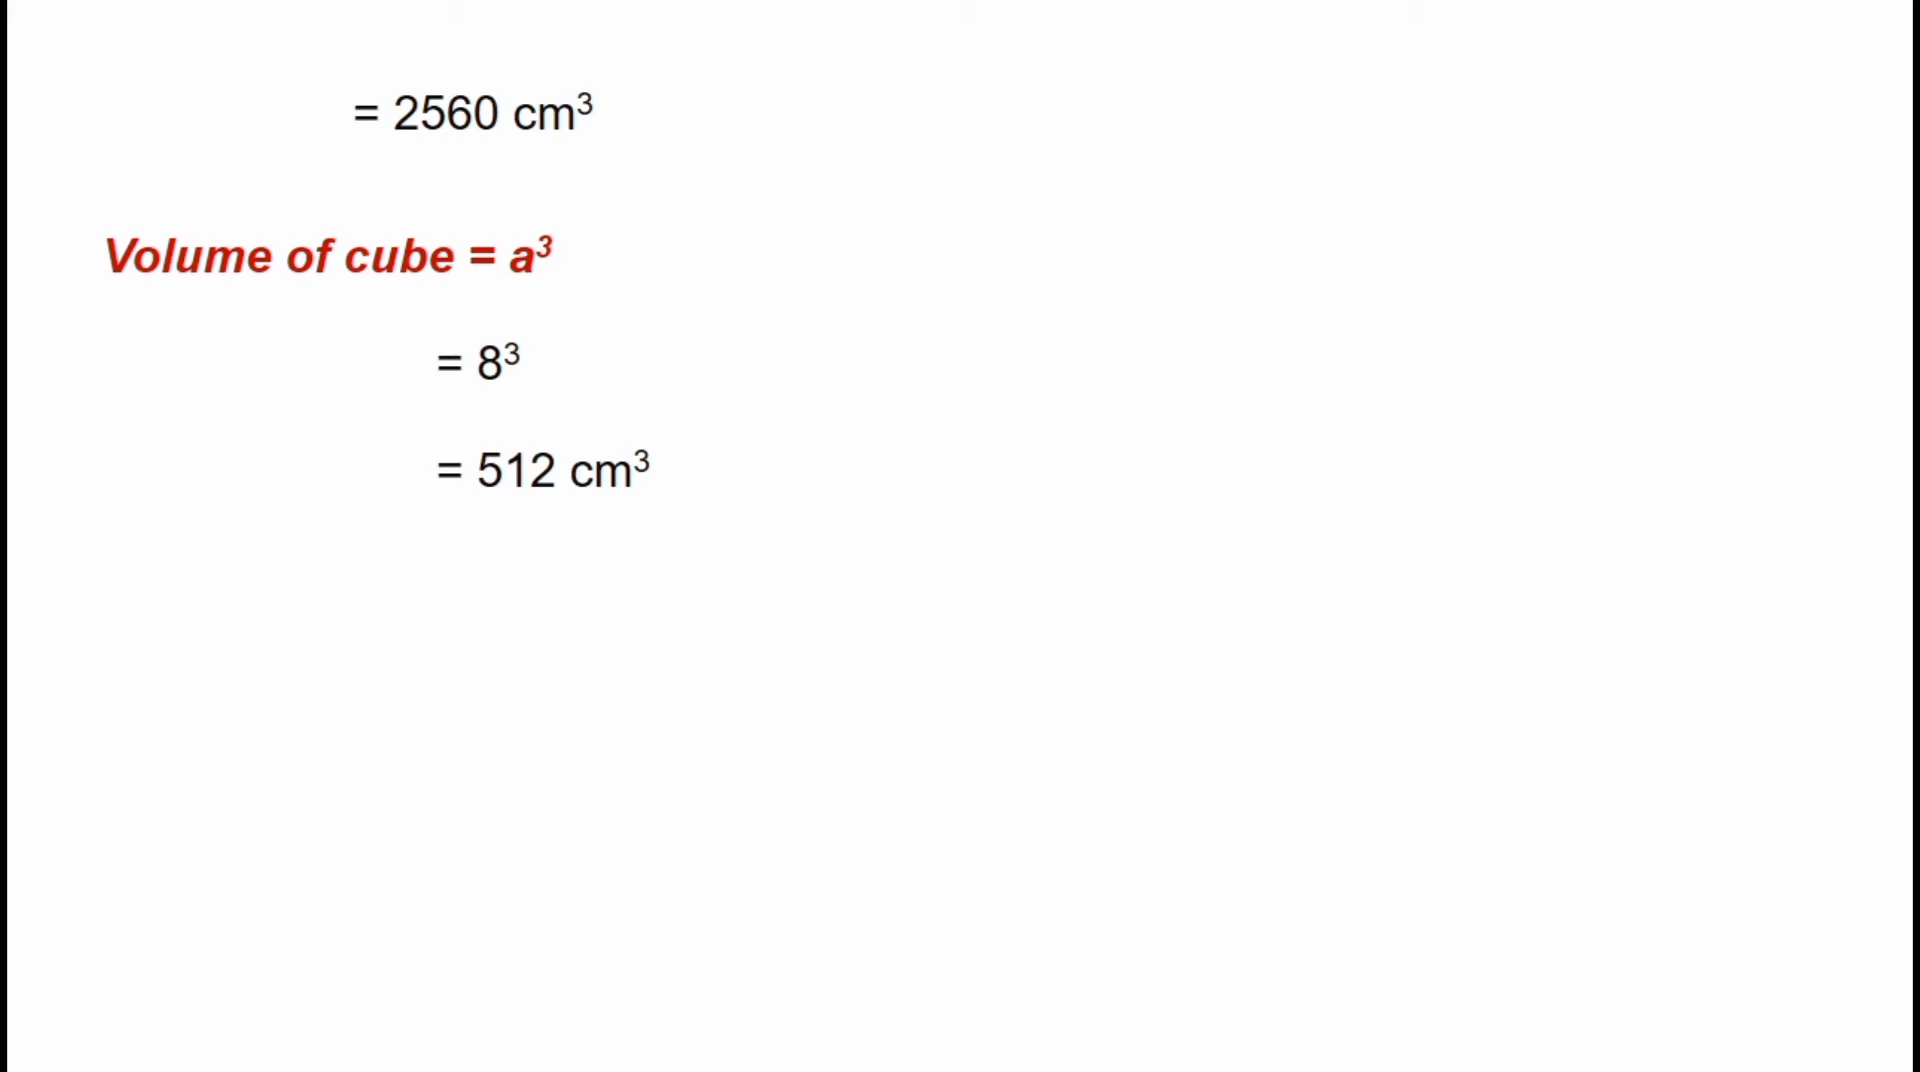 = 2560 cm³
Volume of cube = a³
= 8³
= 512 cm³